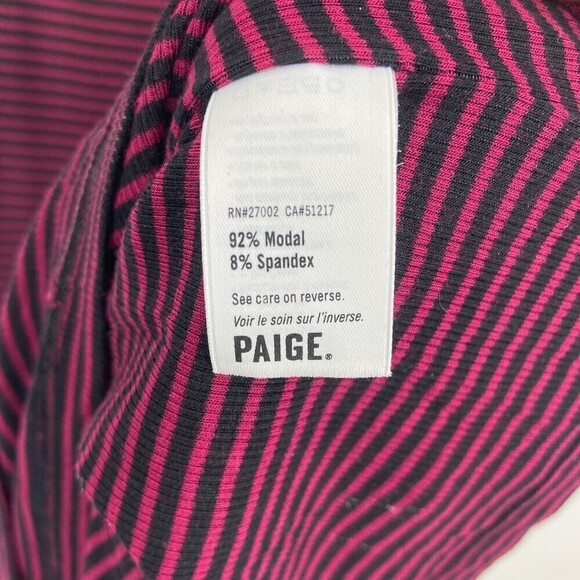 RN#27002 CA#51217
92% Modal
8% Spandex
See care on reverse.
Voir le soin sur l'inverse.
PAIGE®